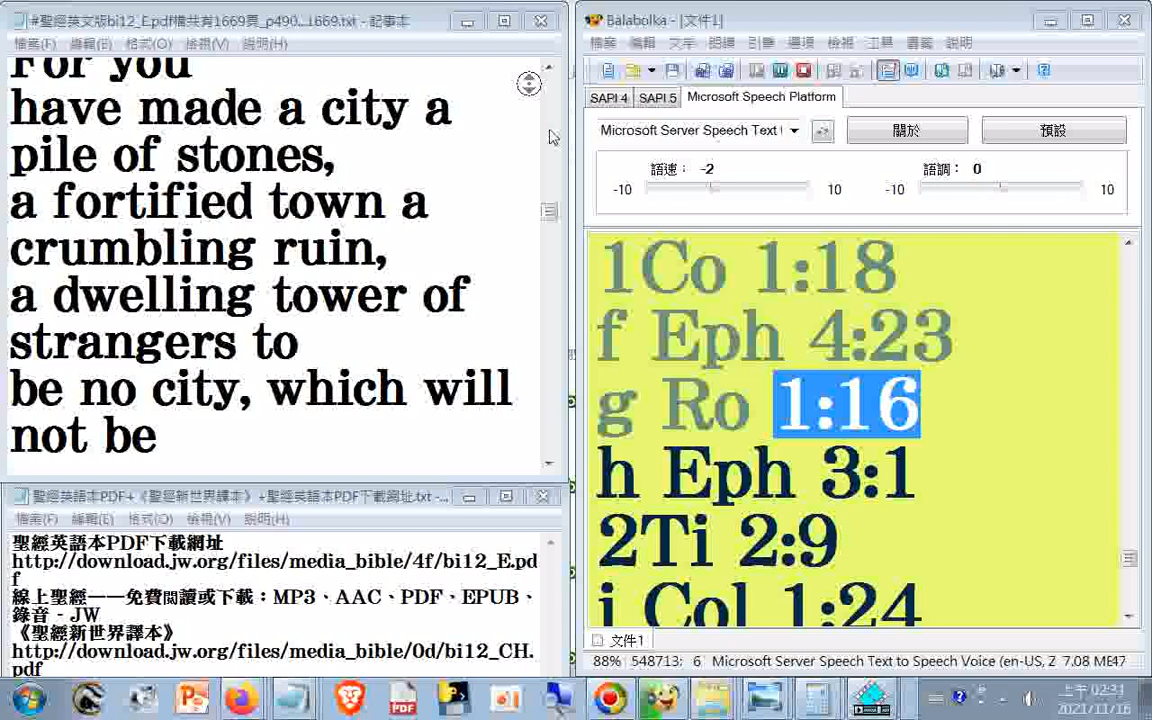 #聖經英文版bi12_E.pdf檔共有1669頁_p490...1669.txt - 記事本
檔案(F) 編輯(E) 格式(O) 檢視(V) 說明(H)
For you
have made a city a
pile of stones,
a fortified town a
crumbling ruin,
a dwelling tower of
strangers to
be no city, which will
not be
聖經英語本PDF+《聖經新世界譯本》+聖經英語本PDF下載網址.txt - ...
檔案(F) 編輯(E) 格式(O) 檢視(V) 說明(H)
聖經英語本PDF下載網址
http://download.jw.org/files/media_bible/4f/bi12_E.pd
f
線上聖經——免費閱讀或下載：MP3、AAC、PDF、EPUB、
錄音 - JW
《聖經新世界譯本》
http://download.jw.org/files/media_bible/0d/bi12_CH.
pdf
Balabolka - [文件1]
檔案 編輯 文字 朗讀 引擎 選項 檢視 工具 書籤 說明
SAPI 4 SAPI 5 Microsoft Speech Platform
Microsoft Server Speech Text 關於 預設
語速： -2 語調： 0
-10 10 -10 10
1Co 1:18
f Eph 4:23
g Ro 1:16
h Eph 3:1
2Ti 2:9
i Col 1:24
文件1
88% 548713: 6 Microsoft Server Speech Text to Speech Voice (en-US, Z 7.08 ME47
PDF
上午 02:31
2021/11/16